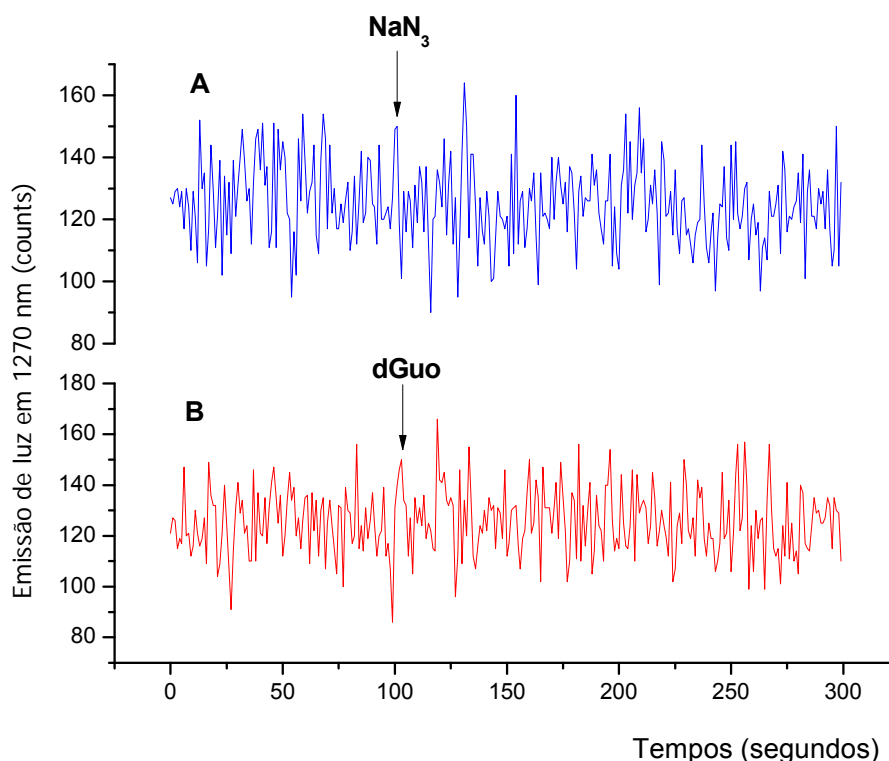 NaN₃
A
160
140
120
100
80
dGuo
180
B
160
140
120
100
80
0 50 100 150 200 250 300
Emissão de luz em 1270 nm (counts)
Tempos (segundos)